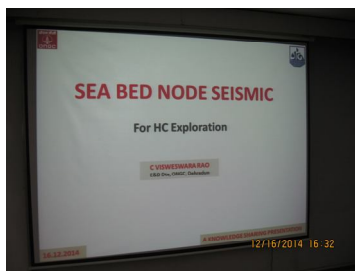 SEA BED NODE SEISMIC
For HC Exploration
C VISWESWARA RAO
ONGC, Dehradun
A KNOWLEDGE SHARING PRESENTATION
16.12.2014
12/16/2014 16:32